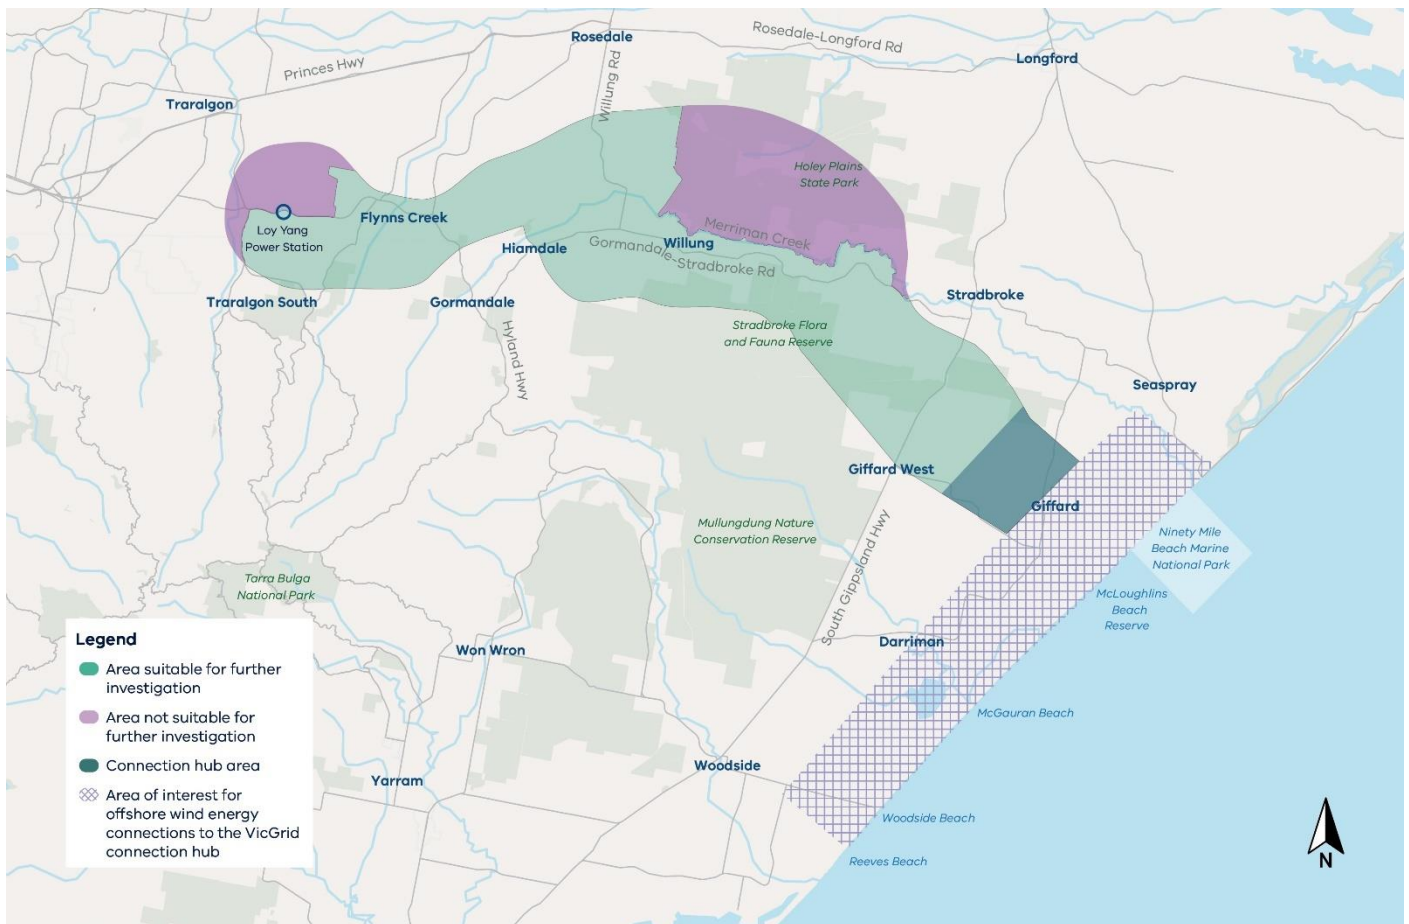 Rosedale
Rosedale-Longford Rd
Longford
Princes Hwy
Willung Rd
Traralgon
Holey Plains
State Park
Flynns Creek
Loy Yang
Power Station
Merriman Creek
Hiamdale
Willung
Gormandale-Stradbroke Rd
Traralgon South
Gormandale
Stradbroke
Hyland Hwy
Stradbroke Flora
and Fauna Reserve
Seaspray
Giffard West
Giffard
Mullungdung Nature
Conservation Reserve
South Gippsland Hwy
Ninety Mile
Beach Marine
National Park
Tarra Bulga
National Park
McLoughlins
Beach
Reserve
Darriman
Won Wron
McGauran Beach
Woodside
Yarram
Woodside Beach
Reeves Beach
Legend
Area suitable for further
investigation
Area not suitable for
further investigation
Connection hub area
Area of interest for
offshore wind energy
connections to the VicGrid
connection hub
N